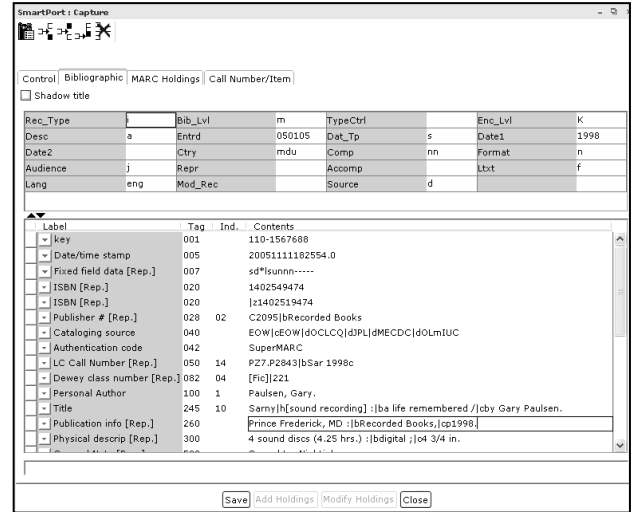 SmartPort : Capture
Control Bibliographic MARC Holdings Call Number/Item
Shadow title
Rec_Type i Bib_Lvl m TypeCtrl Enc_Lvl K
Desc a Entrd 050105 Dat_Tp s Date1 1998
Date2 Ctry mdu Comp nn Format n
Audience j Repr Accomp Ltxt f
Lang eng Mod_Rec Source d
Label Tag Ind. Contents
key 001 110-1567688
Date/time stamp 005 20051111182554.0
Fixed field data [Rep.] 007 sd*lsunnn-----
ISBN [Rep.] 020 1402549474
ISBN [Rep.] 020 |z1402519474
Publisher # [Rep.] 028 02 C2095|bRecorded Books
Cataloging source 040 EOW|cEOW|dOCLCQ|dJPL|dMECDC|dOLmIUC
Authentication code 042 SuperMARC
LC Call Number [Rep.] 050 14 PZ7.P2843|bSar 1998c
Dewey class number [Rep.] 082 04 [Fic]|221
Personal Author 100 1 Paulsen, Gary.
Title 245 10 Sarny|h[sound recording] :|ba life remembered /|cby Gary Paulsen.
Publication info [Rep.] 260 Prince Frederick, MD :|bRecorded Books,|cp1998.
Physical descrip [Rep.] 300 4 sound discs (4.25 hrs.) :|bdigital ;|c4 3/4 in.
Save Add Holdings Modify Holdings Close